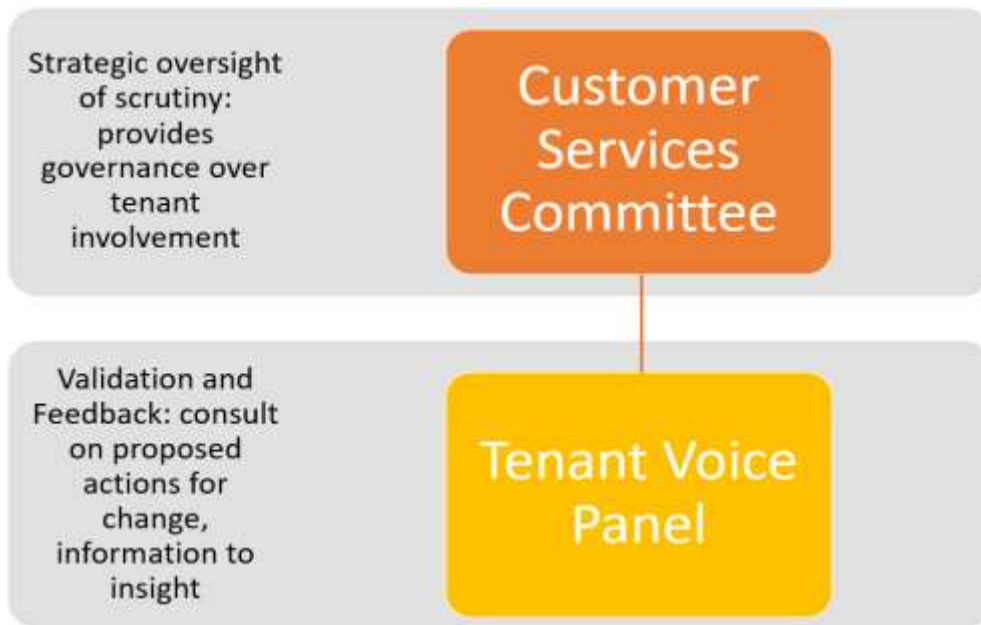 Strategic oversight
of scrutiny:
provides
governance over
tenant
involvement
Customer
Services
Committee
Validation and
Feedback: consult
on proposed
actions for
change,
information to
insight
Tenant Voice
Panel